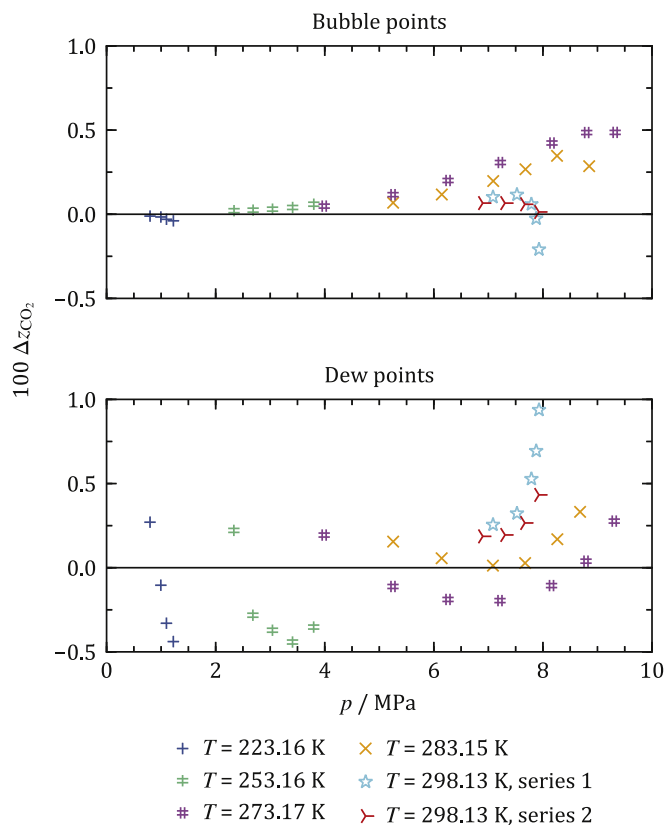 Bubble points
1.0
0.5
0.0
−0.5
100 Δz_CO₂
Dew points
1.0
0.5
0.0
−0.5
0 2 4 6 8 10
p / MPa
T = 223.16 K
T = 283.15 K
T = 253.16 K
T = 298.13 K, series 1
T = 273.17 K
T = 298.13 K, series 2